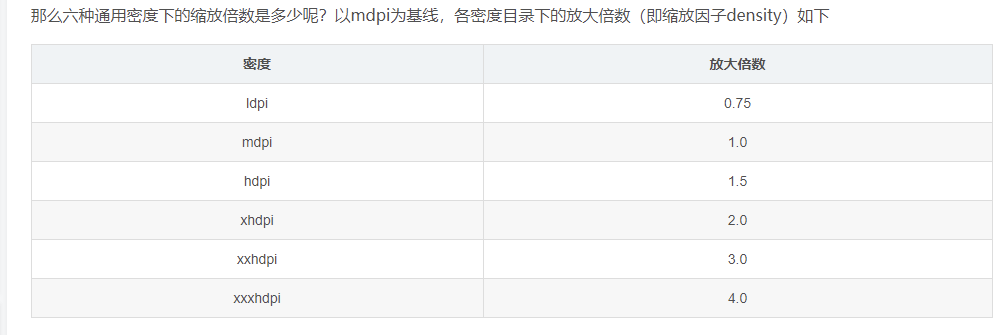 那么六种通用密度下的缩放倍数是多少呢？以mdpi为基线，各密度目录下的放大倍数（即缩放因子density）如下
密度 放大倍数
ldpi 0.75
mdpi 1.0
hdpi 1.5
xhdpi 2.0
xxhdpi 3.0
xxxhdpi 4.0